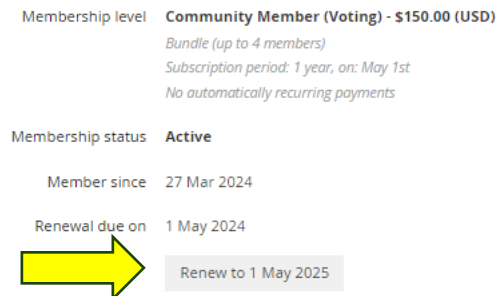 Membership level Community Member (Voting) - $150.00 (USD)
Bundle (up to 4 members)
Subscription period: 1 year, on: May 1st
No automatically recurring payments
Membership status Active
Member since 27 Mar 2024
Renewal due on 1 May 2024
Renew to 1 May 2025